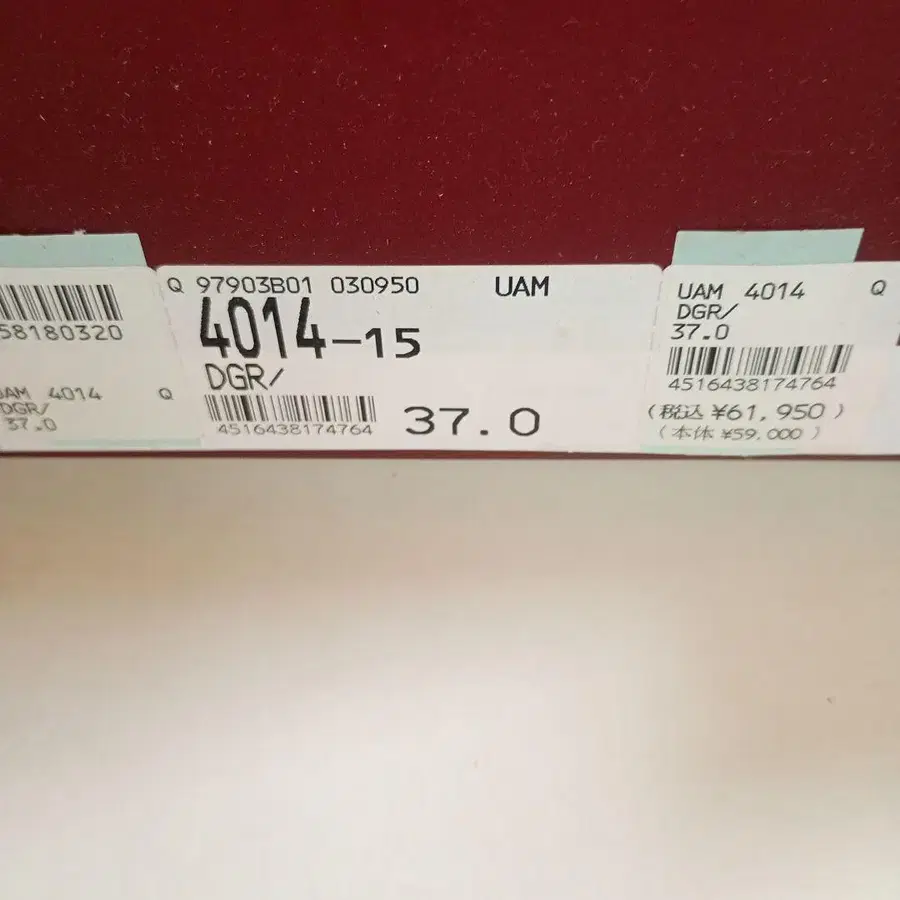 58180320
UAM 4014 Q
DGR/
37.0
Q 97903B01 030950 UAM
4014-15
DGR/
4516438174764
37.0
UAM 4014 Q
DGR/
37.0
4516438174764
(税込 ¥61,950)
(本体 ¥59,000)